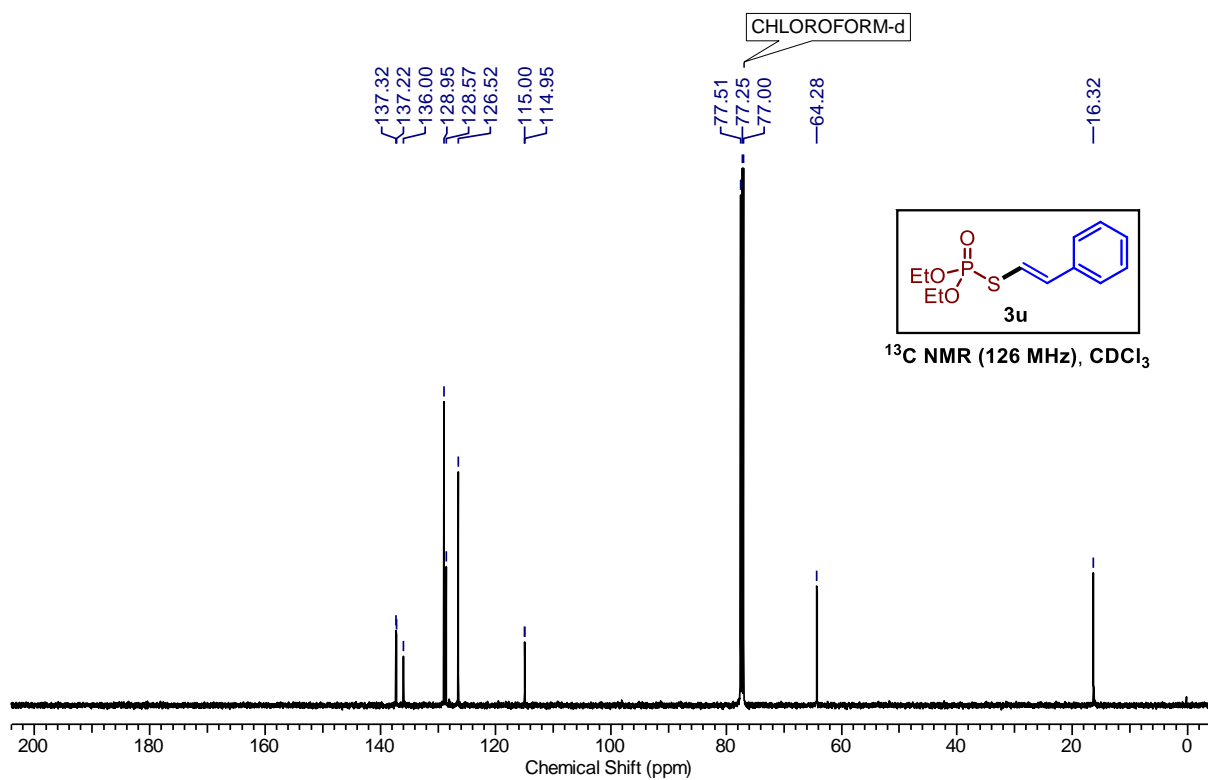 CHLOROFORM-d
137.32
137.22
136.00
128.95
128.57
126.52
115.00
114.95
77.51
77.25
77.00
64.28
16.32
O
EtO P
EtO S
3u
¹³C NMR (126 MHz), CDCl₃
200 180 160 140 120 100 80 60 40 20 0
Chemical Shift (ppm)